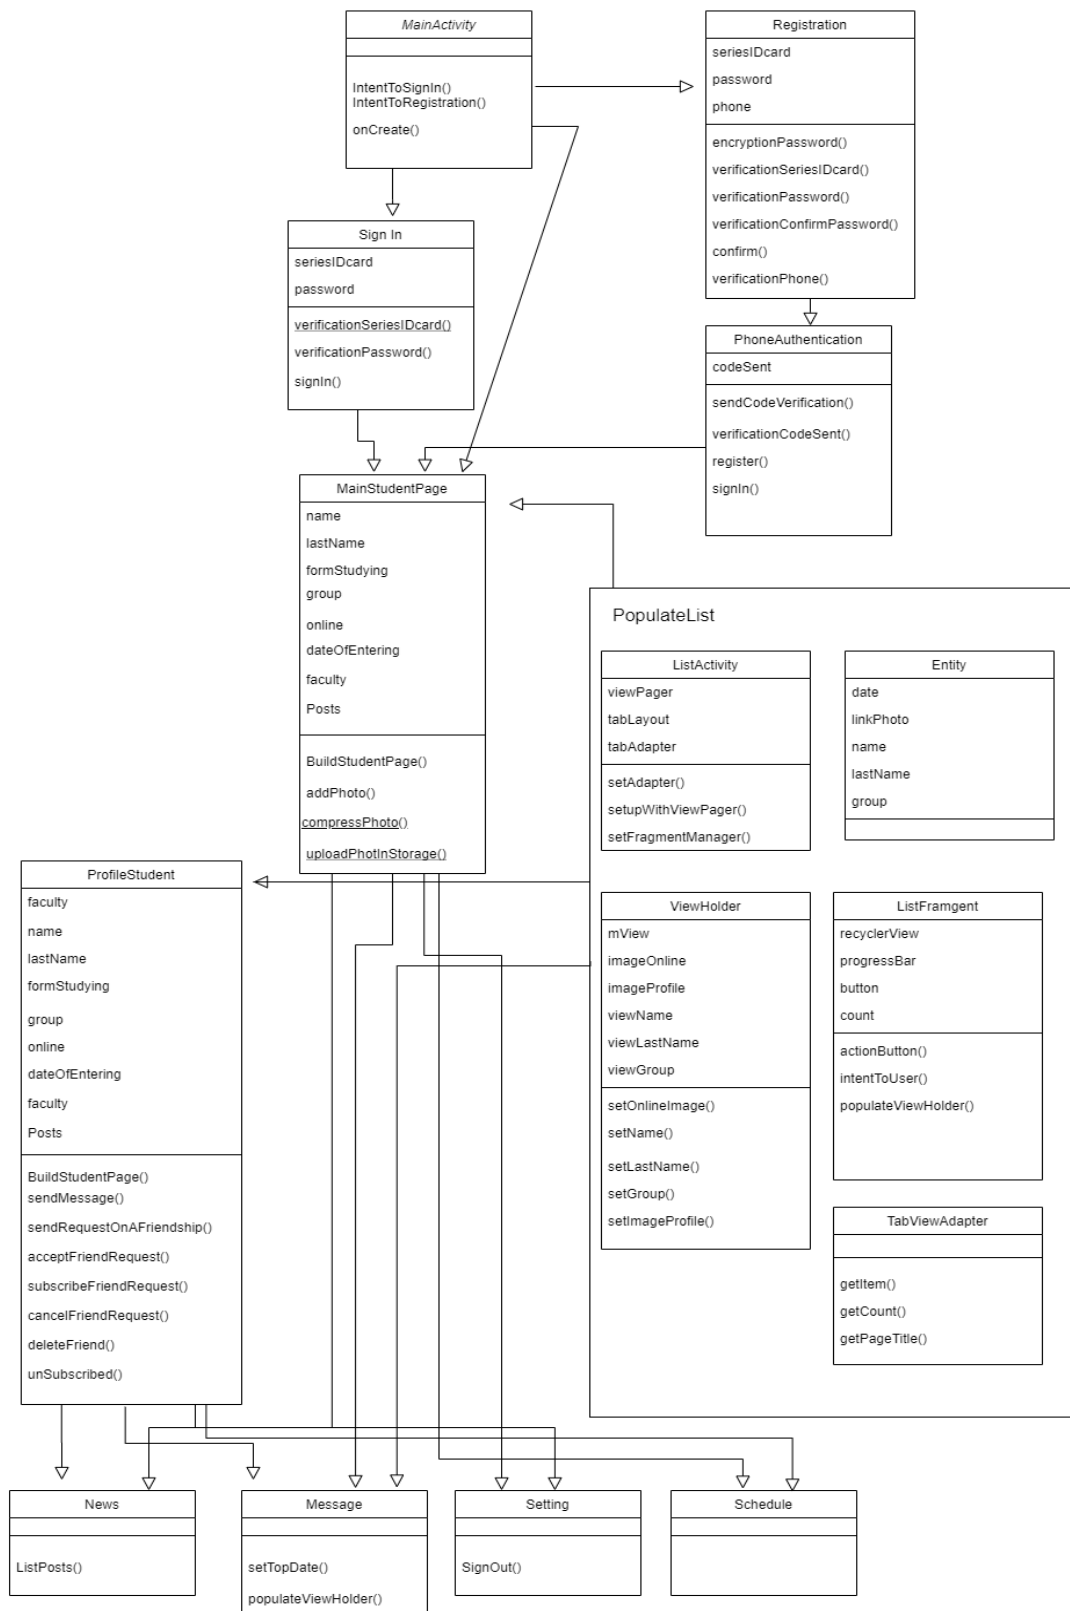 MainActivity
IntentToSignIn()
IntentToRegistration()
onCreate()
Registration
seriesIDcard
password
phone
encryptionPassword()
verificationSeriesIDcard()
verificationPassword()
verificationConfirmPassword()
confirm()
verificationPhone()
Sign In
seriesIDcard
password
verificationSeriesIDcard()
verificationPassword()
signIn()
PhoneAuthentication
codeSent
sendCodeVerification()
verificationCodeSent()
register()
signIn()
MainStudentPage
name
lastName
formStudying
group
online
dateOfEntering
faculty
Posts
BuildStudentPage()
addPhoto()
compressPhoto()
uploadPhotInStorage()
PopulateList
ListActivity
viewPager
tabLayout
tabAdapter
setAdapter()
setupWithViewPager()
setFragmentManager()
Entity
date
linkPhoto
name
lastName
group
ProfileStudent
faculty
name
lastName
formStudying
group
online
dateOfEntering
faculty
Posts
BuildStudentPage()
sendMessage()
sendRequestOnAFriendship()
acceptFriendRequest()
subscribeFriendRequest()
cancelFriendRequest()
deleteFriend()
unSubscribed()
ViewHolder
mView
imageOnline
imageProfile
viewName
viewLastName
viewGroup
setOnlineImage()
setName()
setLastName()
setGroup()
setImageProfile()
ListFramgent
recyclerView
progressBar
button
count
actionButton()
intentToUser()
populateViewHolder()
TabViewAdapter
getItem()
getCount()
getPageTitle()
News
ListPosts()
Message
setTopDate()
populateViewHolder()
Setting
SignOut()
Schedule